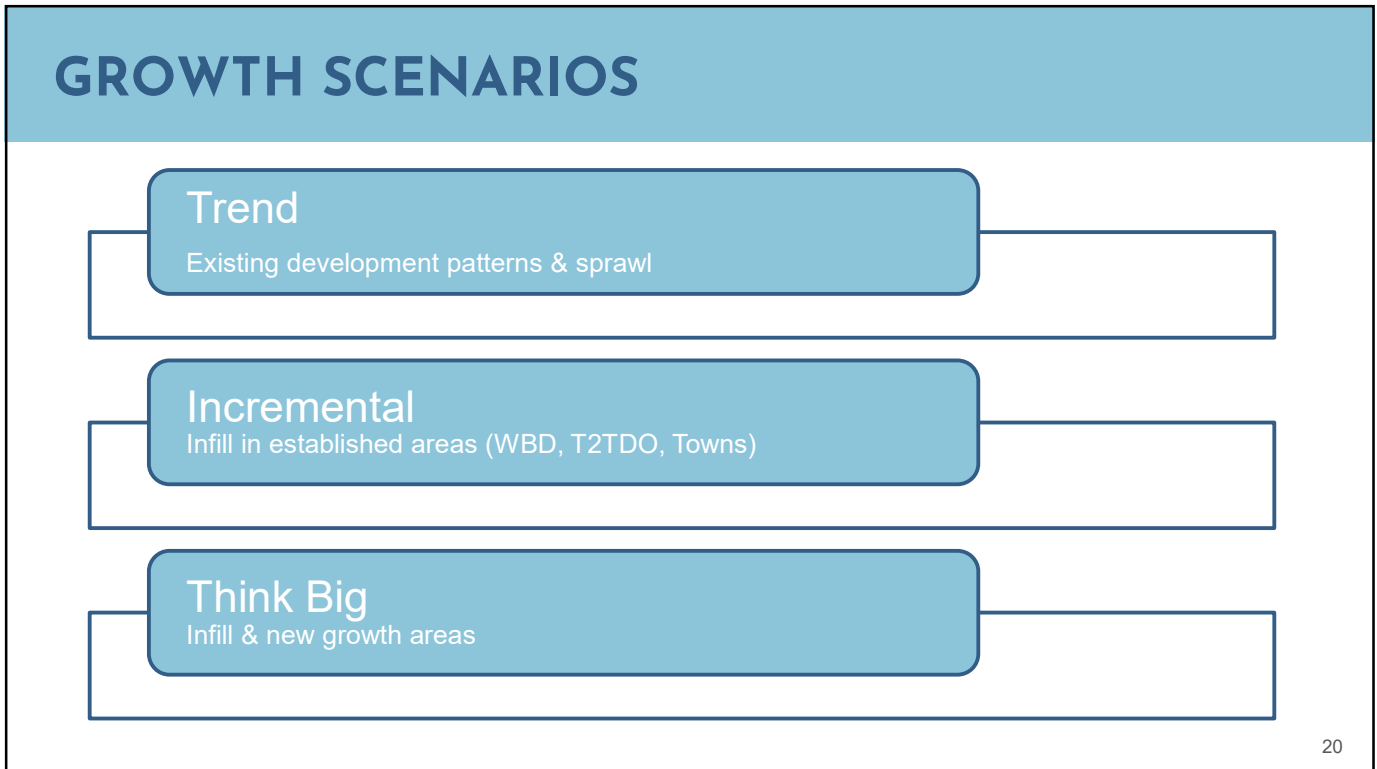 GROWTH SCENARIOS
Trend
Existing development patterns & sprawl
Incremental
Infill in established areas (WBD, T2TDO, Towns)
Think Big
Infill & new growth areas
20